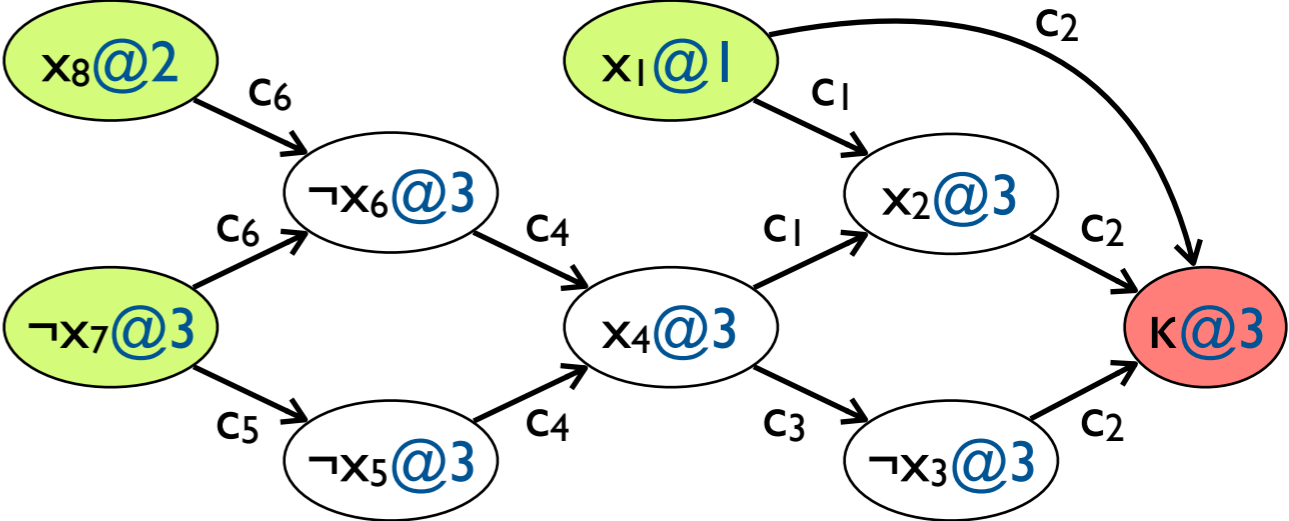 c₂
x₈@2
x₁@1
c₆
c₁
¬x₆@3
x₂@3
c₆
c₄
c₁
c₂
¬x₇@3
x₄@3
κ@3
c₅
c₄
c₃
c₂
¬x₅@3
¬x₃@3